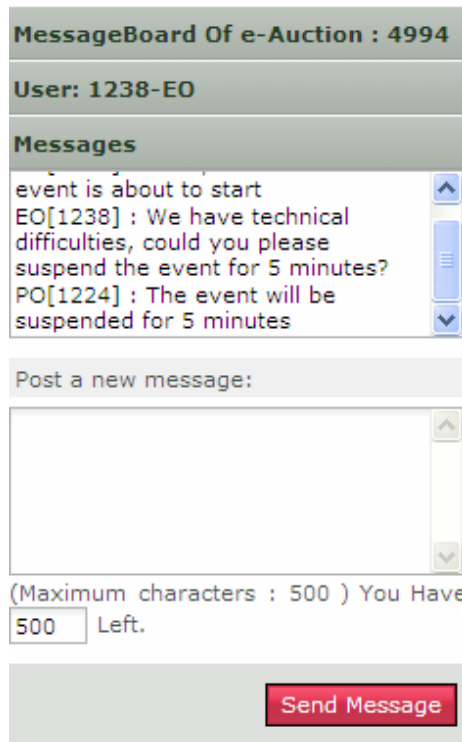 MessageBoard Of e-Auction : 4994
User: 1238-EO
Messages
event is about to start
EO[1238] : We have technical
difficulties, could you please
suspend the event for 5 minutes?
PO[1224] : The event will be
suspended for 5 minutes
Post a new message:
(Maximum characters : 500 ) You Have
500 Left.
Send Message